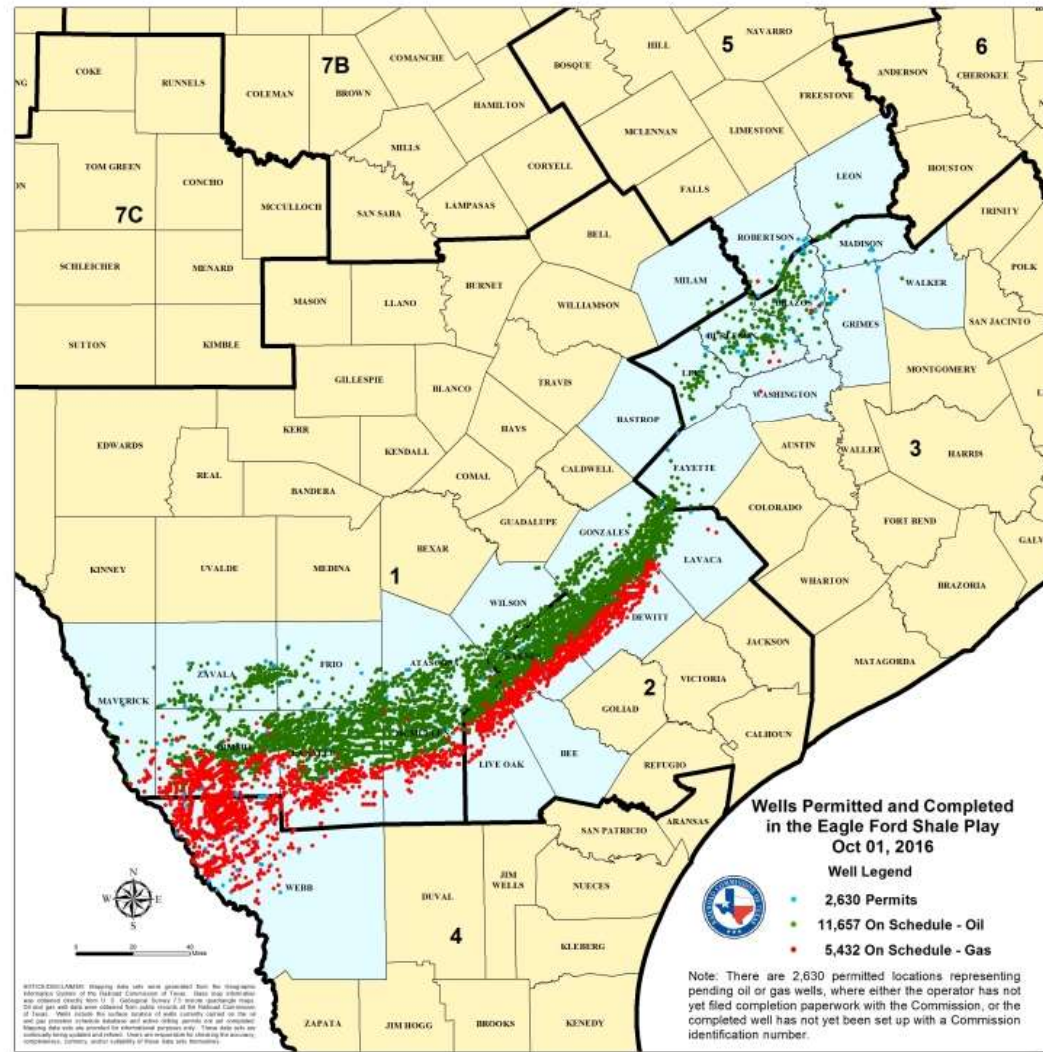 NAVARRO
HILL
5
6
COMANCHE
7B
BOSQUE
ANDERSON
COKE
RUNNELS
COLEMAN
BROWN
CHEROKEE
FREESTONE
HAMILTON
MCLENNAN
LIMESTONE
MILLS
CORYELL
HOUSTON
TOM GREEN
CONCHO
LEON
FALLS
LAMPASAS
MCCULLOCH
SAN SABA
TRINITY
7C
BELL
ROBERTSON
MADISON
POLK
SCHLEICHER
MENARD
MILAM
WALKER
BURNET
MASON
LLANO
WILLIAMSON
BRAZOS
GRIMES
SAN JACINTO
SUTTON
KIMBLE
MONTGOMERY
GILLESPIE
BLANCO
TRAVIS
LEE
WASHINGTON
BASTROP
HAYS
EDWARDS
KERR
KENDALL
AUSTIN
WALLER
3
HARRIS
REAL
COMAL
CALDWELL
FAYETTE
BANDERA
COLORADO
FORT BEND
GUADALUPE
GONZALES
BEXAR
LAVACA
KINNEY
UVALDE
MEDINA
1
WHARTON
BRAZORIA
WILSON
DEWITT
JACKSON
MATAGORDA
FRIO
ZAVALA
MAVERICK
2
VICTORIA
GOLIAD
CALHOUN
LIVE OAK
BEE
REFUGIO
ARANSAS
SAN PATRICIO
WEBB
DUVAL
JIM
WELLS
NUECES
4
KLEBERG
ZAPATA
JIM HOGG
BROOKS
KENEDY
N
W E
S
0 20 40
Miles
Wells Permitted and Completed
in the Eagle Ford Shale Play
Oct 01, 2016
Well Legend
2,630 Permits
11,657 On Schedule - Oil
5,432 On Schedule - Gas
Note: There are 2,630 permitted locations representing
pending oil or gas wells, where either the operator has not
yet filed completion paperwork with the Commission, or the
completed well has not yet been set up with a Commission
identification number.